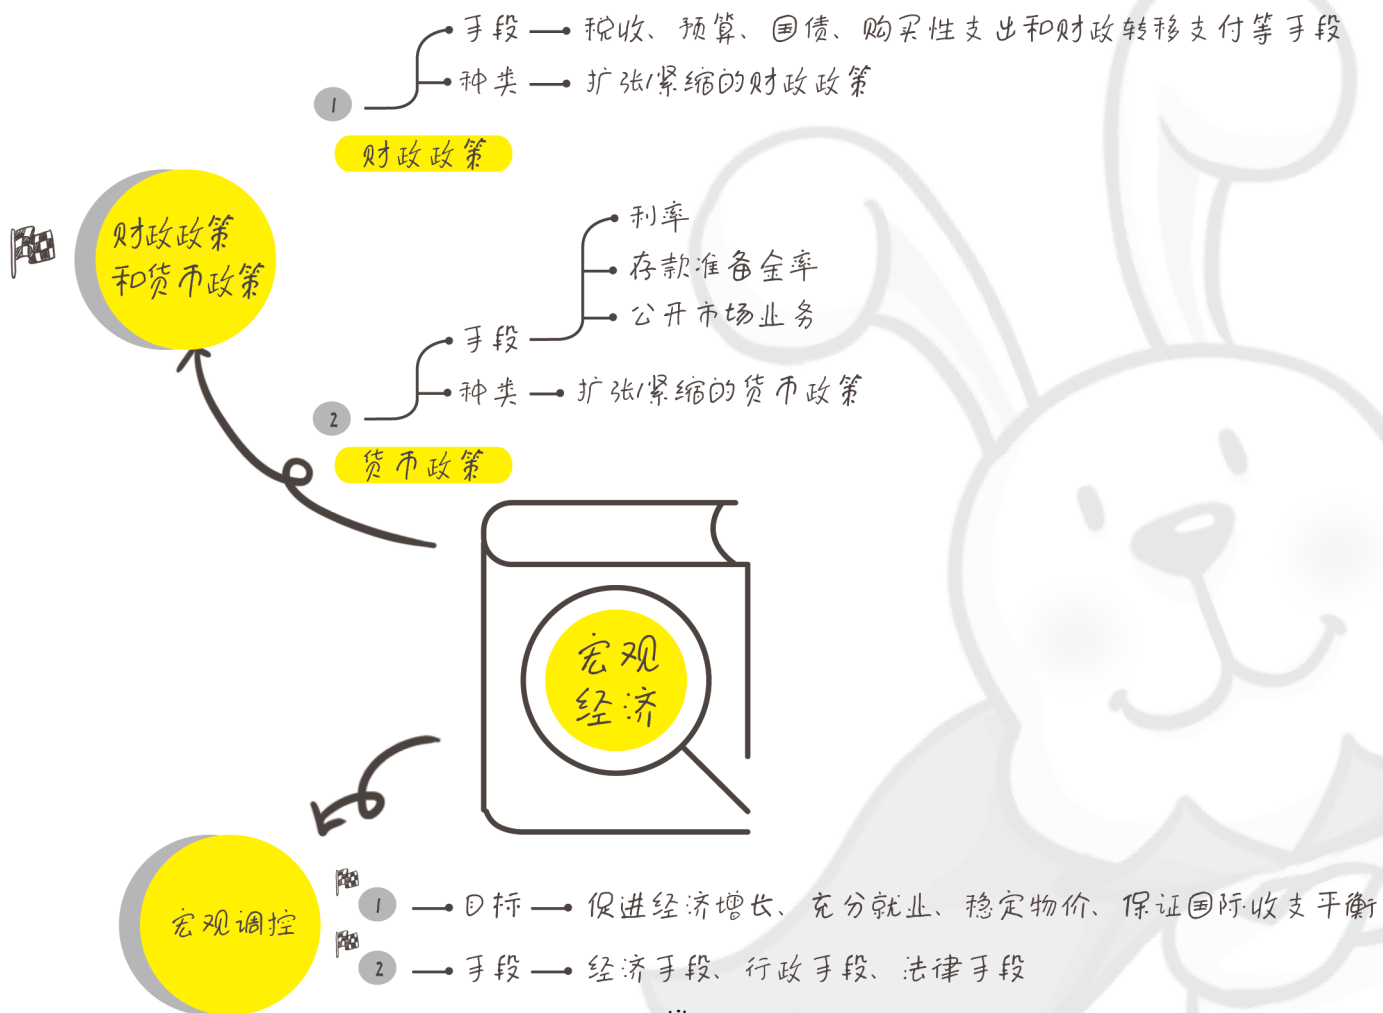 手段 税收、预算、国债、购买性支出和财政转移支付等手段
种类 扩张/紧缩的财政政策
1
财政政策
财政政策
和货币政策
利率
存款准备金率
公开市场业务
手段
种类 扩张/紧缩的货币政策
2
货币政策
宏观
经济
宏观调控
1 目标 促进经济增长、充分就业、稳定物价、保证国际收支平衡
2 手段 经济手段、行政手段、法律手段